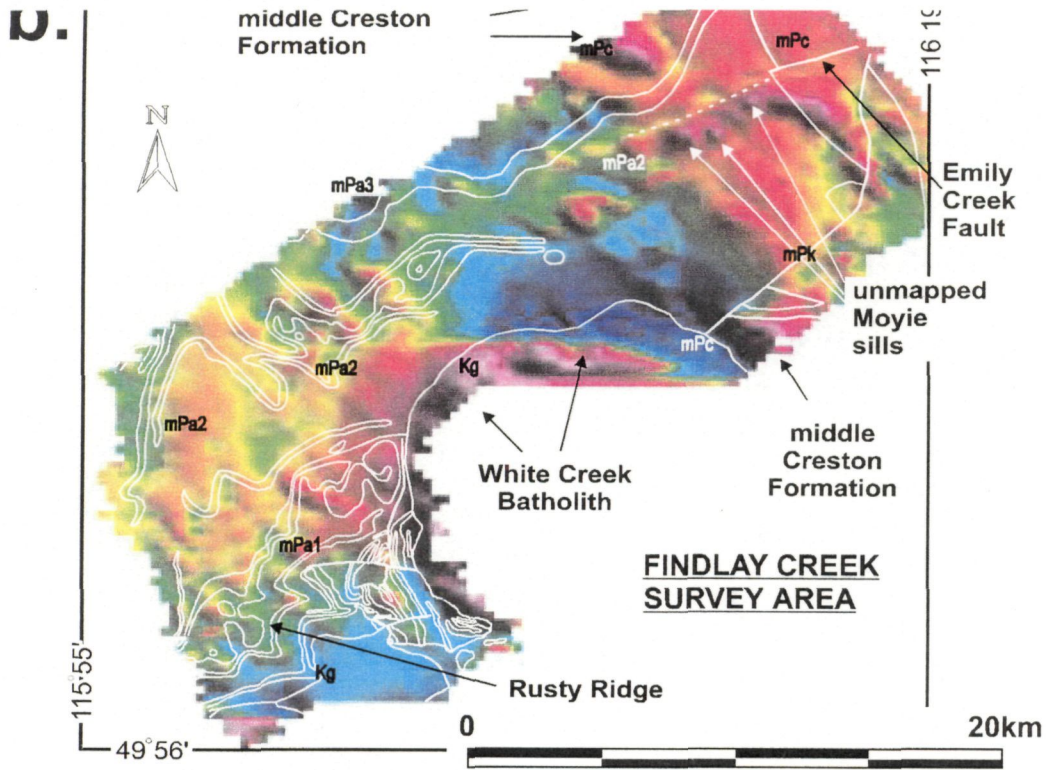 b.
middle Creston
Formation
mPc
mPc
116 19
N
mPa2
mPa3
Emily
Creek
Fault
mPk
unmapped
Moyie
sills
mPc
Kg
mPa2
mPa2
middle
Creston
Formation
White Creek
Batholith
mPa1
FINDLAY CREEK
SURVEY AREA
115°55'
Kg
Rusty Ridge
49°56'
0
20km